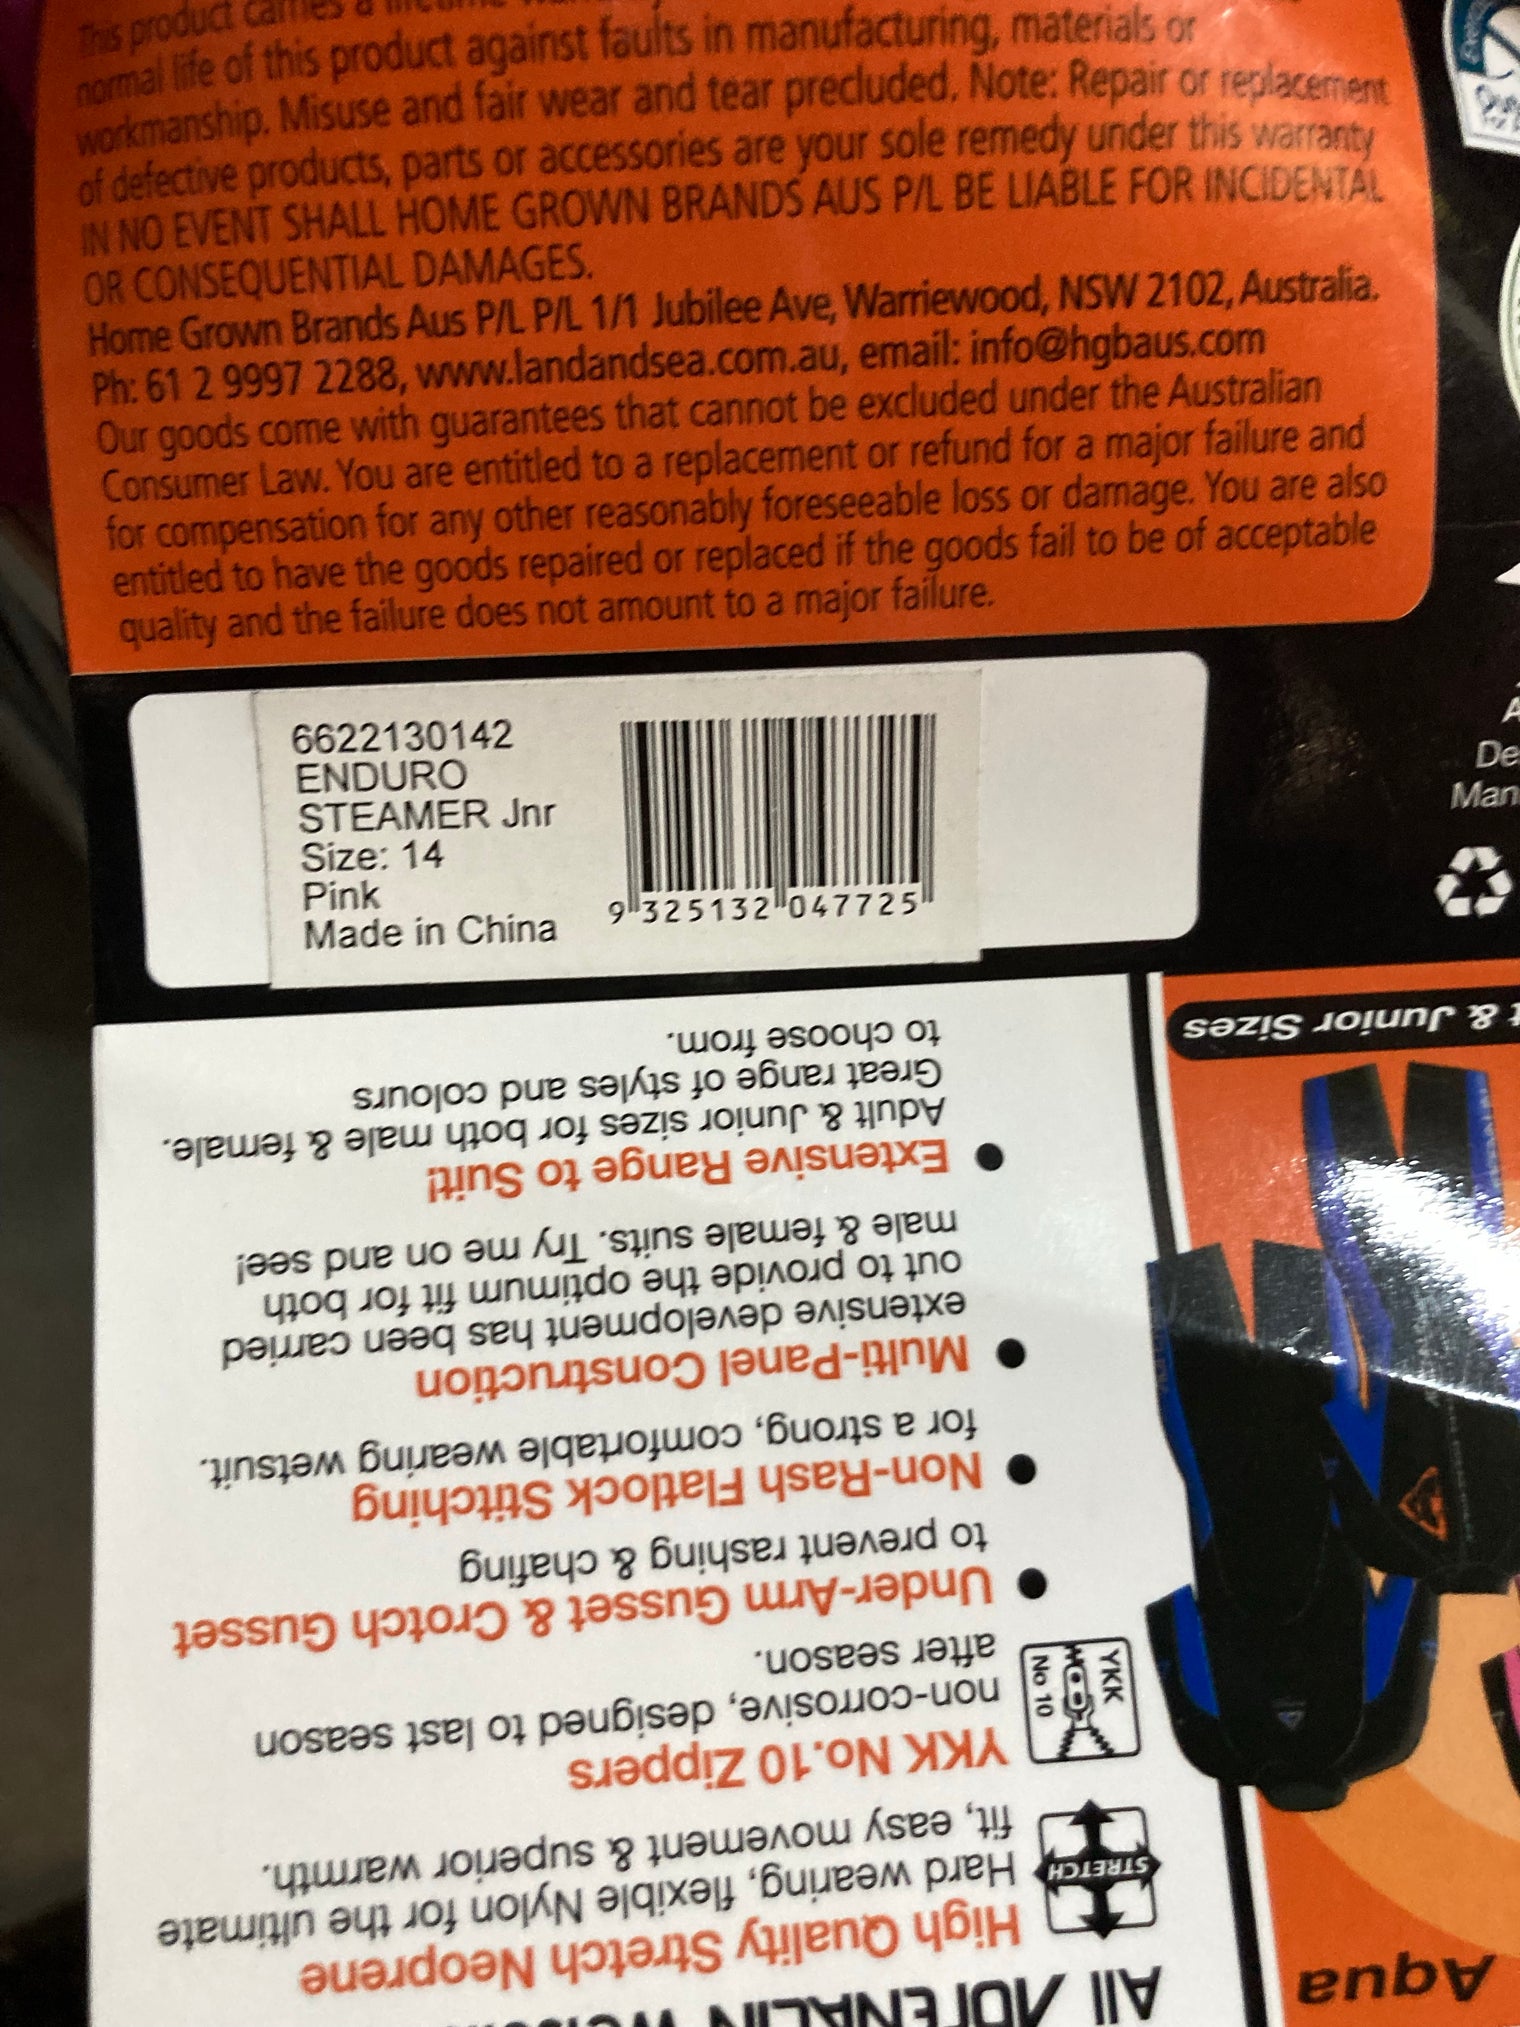 This product carries a lifetime
normal life of this product against faults in manufacturing, materials or
workmanship. Misuse and fair wear and tear precluded. Note: Repair or replacement
of defective products, parts or accessories are your sole remedy under this warranty
IN NO EVENT SHALL HOME GROWN BRANDS AUS P/L BE LIABLE FOR INCIDENTAL
OR CONSEQUENTIAL DAMAGES.
Home Grown Brands Aus P/L P/L 1/1 Jubilee Ave, Warriewood, NSW 2102, Australia.
Ph: 61 2 9997 2288, www.landandsea.com.au, email: info@hgbaus.com
Our goods come with guarantees that cannot be excluded under the Australian
Consumer Law. You are entitled to a replacement or refund for a major failure and
for compensation for any other reasonably foreseeable loss or damage. You are also
entitled to have the goods repaired or replaced if the goods fail to be of acceptable
quality and the failure does not amount to a major failure.
6622130142
ENDURO
STEAMER Jnr
Size: 14
Pink
Made in China
9 325132 047725
All ADRENALIN
High Quality Stretch Neoprene
Hard wearing, flexible Nylon for the ultimate
fit, easy movement & superior warmth.
STRETCH
YKK No.10 Zippers
non-corrosive, designed to last season
after season.
YKK
No 10
• Under-Arm Gusset & Crotch Gusset
to prevent rashing & chafing
• Non-Rash Flatlock Stitching
for a strong, comfortable wearing wetsuit.
• Multi-Panel Construction
extensive development has been carried
out to provide the optimum fit for both
male & female suits. Try me on and see!
• Extensive Range to Suit!
Adult & Junior sizes for both male & female.
Great range of styles and colours
to choose from.
Aqua
& Junior Sizes